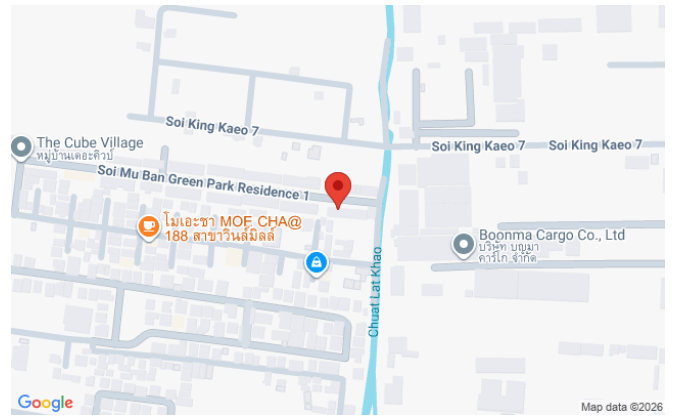 Soi King Kaeo 7
Soi King Kaeo 7
Soi King Kaeo 7
The Cube Village
หมู่บ้านเดอะคิวบ์
Soi Mu Ban Green Park Residence 1
โมเอะชา MOE CHA@
188 สาขาวินส์มิลล์
Boonma Cargo Co., Ltd
บริษัท บุญมา
คาร์โก จำกัด
Chuat Lat Khao
Google
Map data ©2026